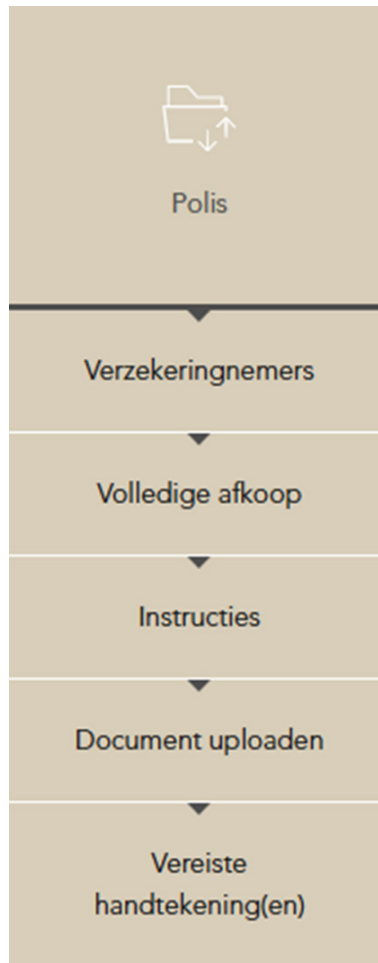 Polis
Verzekeringnemers
Volledige afkoop
Instructies
Document uploaden
Vereiste
handtekening(en)